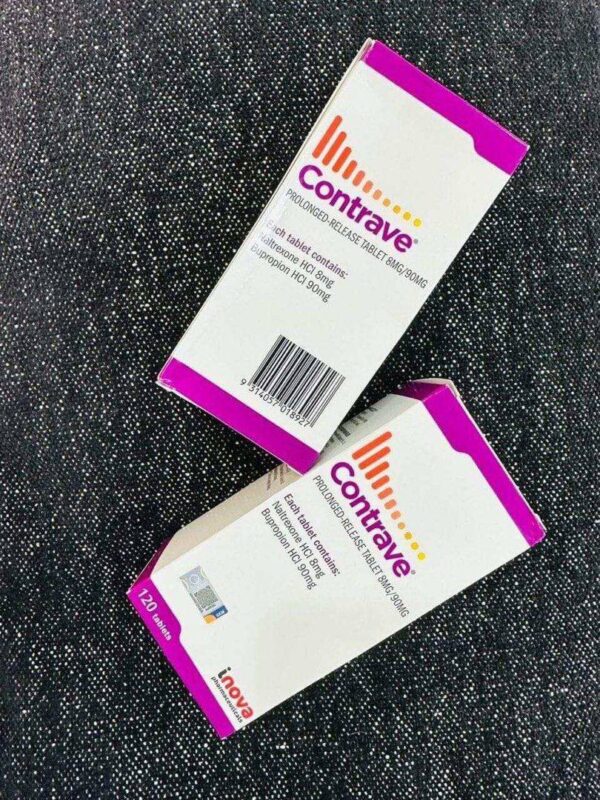 Contrave®
PROLONGED-RELEASE TABLET 8MG/90MG
Each tablet contains:
Naltrexone HCl 8mg
Bupropion HCl 90mg
9 314057 018927
Contrave®
PROLONGED-RELEASE TABLET 8MG/90MG
Each tablet contains:
Naltrexone HCl 8mg
Bupropion HCl 90mg
120 tablets
inova
pharmaceuticals